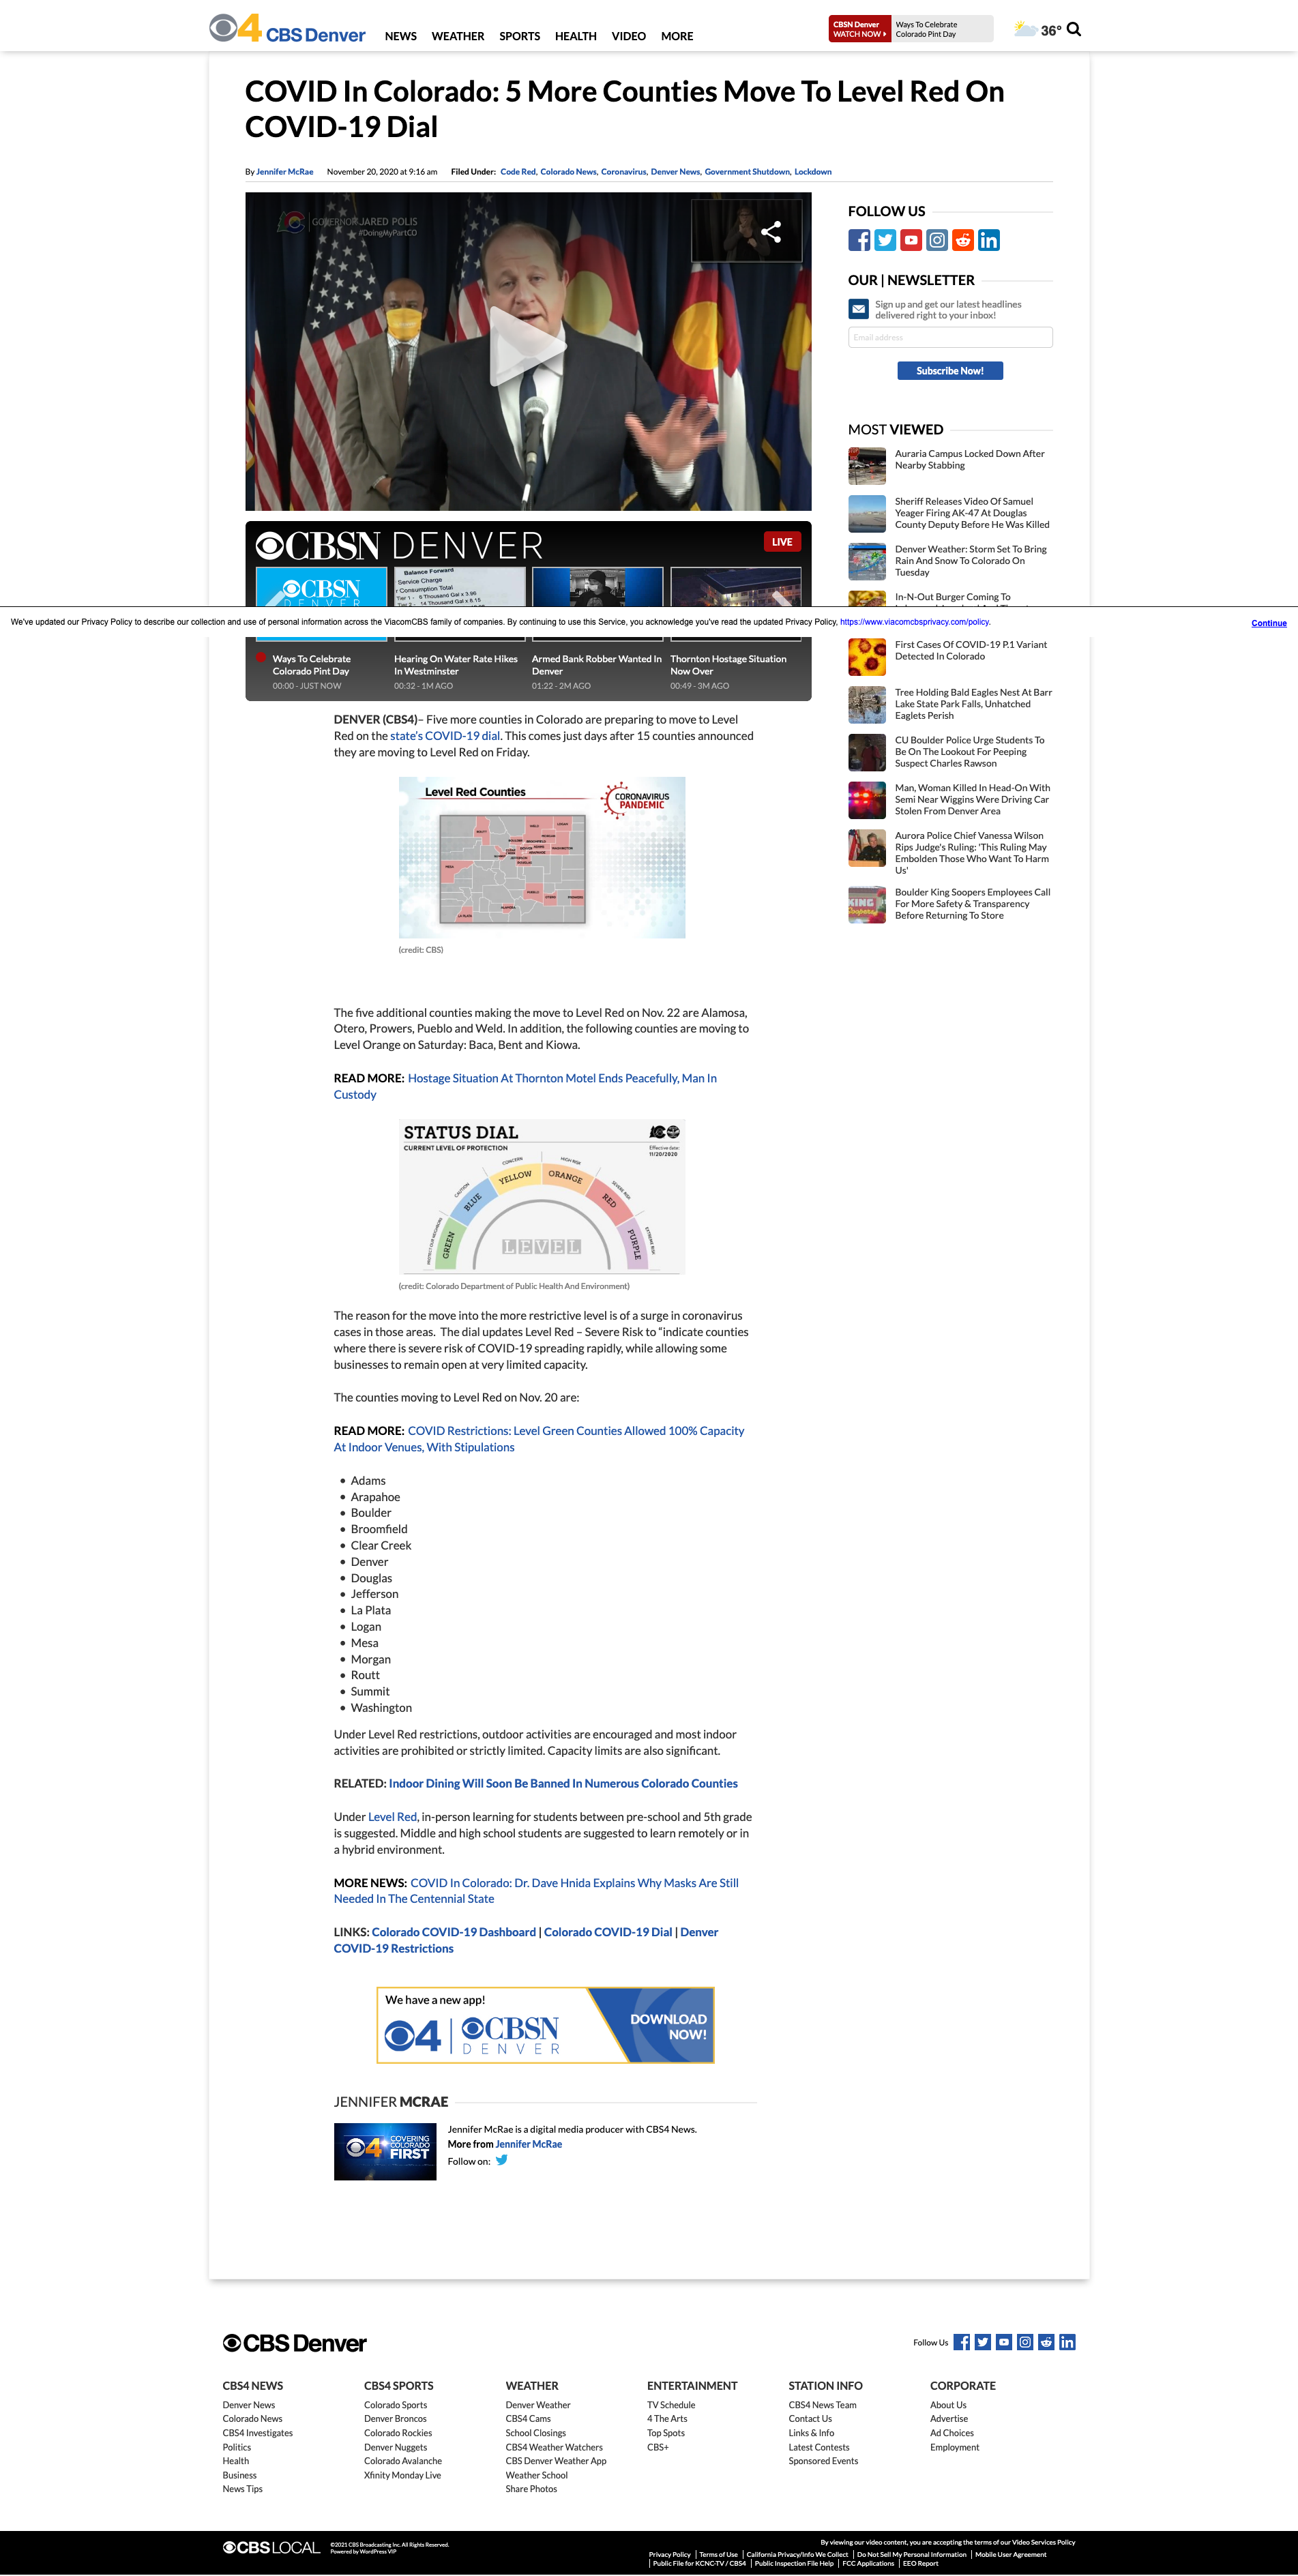 4 CBS Denver
NEWS WEATHER SPORTS HEALTH VIDEO MORE
CBSN Denver
WATCH NOW
Ways To Celebrate
Colorado Pint Day
36°
COVID In Colorado: 5 More Counties Move To Level Red On
COVID-19 Dial
By Jennifer McRae November 20, 2020 at 9:16 am Filed Under: Code Red, Colorado News, Coronavirus, Denver News, Government Shutdown, Lockdown
GOVERNOR JARED POLIS
#DoingMyPartCO
CBSN DENVER
LIVE
CBSN
DENVER
Balance Forward
Service Charge
r Consumption Total
Ways To Celebrate
Colorado Pint Day
00:00 - JUST NOW
Hearing On Water Rate Hikes
In Westminster
00:32 - 1M AGO
Armed Bank Robber Wanted In
Denver
01:22 - 2M AGO
Thornton Hostage Situation
Now Over
00:49 - 3M AGO
We've updated our Privacy Policy to describe our collection and use of personal information across the ViacomCBS family of companies. By continuing to use this Service, you acknowledge you've read the updated Privacy Policy, https://www.viacomcbsprivacy.com/policy.
Continue
DENVER (CBS4)– Five more counties in Colorado are preparing to move to Level
Red on the state's COVID-19 dial. This comes just days after 15 counties announced
they are moving to Level Red on Friday.
Level Red Counties
CORONAVIRUS
PANDEMIC
(credit: CBS)
The five additional counties making the move to Level Red on Nov. 22 are Alamosa,
Otero, Prowers, Pueblo and Weld. In addition, the following counties are moving to
Level Orange on Saturday: Baca, Bent and Kiowa.
READ MORE: Hostage Situation At Thornton Motel Ends Peacefully, Man In
Custody
STATUS DIAL
CURRENT LEVEL OF PROTECTION
Effective date:
11/20/2020
PROTECT OUR NEIGHBORS
CAUTION
CONCERN
HIGH RISK
SEVERE RISK
EXTREME RISK
GREEN
BLUE
YELLOW
ORANGE
RED
PURPLE
LEVEL
(credit: Colorado Department of Public Health And Environment)
The reason for the move into the more restrictive level is of a surge in coronavirus
cases in those areas. The dial updates Level Red – Severe Risk to "indicate counties
where there is severe risk of COVID-19 spreading rapidly, while allowing some
businesses to remain open at very limited capacity.
The counties moving to Level Red on Nov. 20 are:
READ MORE: COVID Restrictions: Level Green Counties Allowed 100% Capacity
At Indoor Venues, With Stipulations
• Adams
• Arapahoe
• Boulder
• Broomfield
• Clear Creek
• Denver
• Douglas
• Jefferson
• La Plata
• Logan
• Mesa
• Morgan
• Routt
• Summit
• Washington
Under Level Red restrictions, outdoor activities are encouraged and most indoor
activities are prohibited or strictly limited. Capacity limits are also significant.
RELATED: Indoor Dining Will Soon Be Banned In Numerous Colorado Counties
Under Level Red, in-person learning for students between pre-school and 5th grade
is suggested. Middle and high school students are suggested to learn remotely or in
a hybrid environment.
MORE NEWS: COVID In Colorado: Dr. Dave Hnida Explains Why Masks Are Still
Needed In The Centennial State
LINKS: Colorado COVID-19 Dashboard | Colorado COVID-19 Dial | Denver
COVID-19 Restrictions
We have a new app!
4 | CBSN
DENVER
DOWNLOAD
NOW!
JENNIFER MCRAE
4 COVERING
COLORADO
FIRST
Jennifer McRae is a digital media producer with CBS4 News.
More from Jennifer McRae
Follow on:
FOLLOW US
OUR | NEWSLETTER
Sign up and get our latest headlines
delivered right to your inbox!
Email address
Subscribe Now!
MOST VIEWED
Auraria Campus Locked Down After
Nearby Stabbing
Sheriff Releases Video Of Samuel
Yeager Firing AK-47 At Douglas
County Deputy Before He Was Killed
Denver Weather: Storm Set To Bring
Rain And Snow To Colorado On
Tuesday
In-N-Out Burger Coming To
First Cases Of COVID-19 P.1 Variant
Detected In Colorado
Tree Holding Bald Eagles Nest At Barr
Lake State Park Falls, Unhatched
Eaglets Perish
CU Boulder Police Urge Students To
Be On The Lookout For Peeping
Suspect Charles Rawson
Man, Woman Killed In Head-On With
Semi Near Wiggins Were Driving Car
Stolen From Denver Area
Aurora Police Chief Vanessa Wilson
Rips Judge's Ruling: 'This Ruling May
Embolden Those Who Want To Harm
Us'
Boulder King Soopers Employees Call
For More Safety & Transparency
Before Returning To Store
CBS Denver
Follow Us
CBS4 NEWS
Denver News
Colorado News
CBS4 Investigates
Politics
Health
Business
News Tips
CBS4 SPORTS
Colorado Sports
Denver Broncos
Colorado Rockies
Denver Nuggets
Colorado Avalanche
Xfinity Monday Live
WEATHER
Denver Weather
CBS4 Cams
School Closings
CBS4 Weather Watchers
CBS Denver Weather App
Weather School
Share Photos
ENTERTAINMENT
TV Schedule
4 The Arts
Top Spots
CBS+
STATION INFO
CBS4 News Team
Contact Us
Links & Info
Latest Contests
Sponsored Events
CORPORATE
About Us
Advertise
Ad Choices
Employment
CBS LOCAL
©2021 CBS Broadcasting Inc. All Rights Reserved.
Powered by WordPress VIP
By viewing our video content, you are accepting the terms of our Video Services Policy
Privacy Policy | Terms of Use | California Privacy/Info We Collect | Do Not Sell My Personal Information | Mobile User Agreement
| Public File for KCNC-TV / CBS4 | Public Inspection File Help | FCC Applications | EEO Report